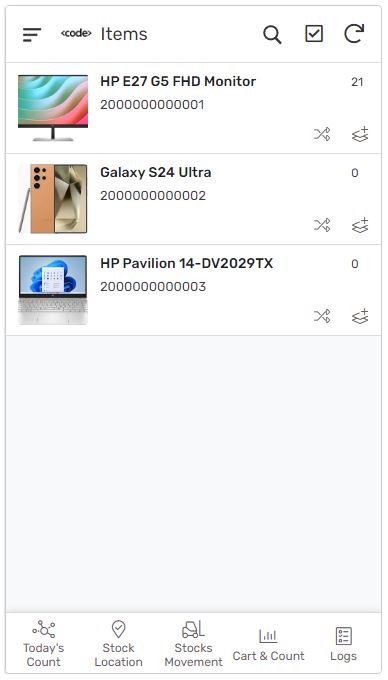 <code> Items
HP E27 G5 FHD Monitor 21
2000000000001
Galaxy S24 Ultra 0
2000000000002
HP Pavilion 14-DV2029TX 0
2000000000003
Today's Count
Stock Location
Stocks Movement
Cart & Count
Logs